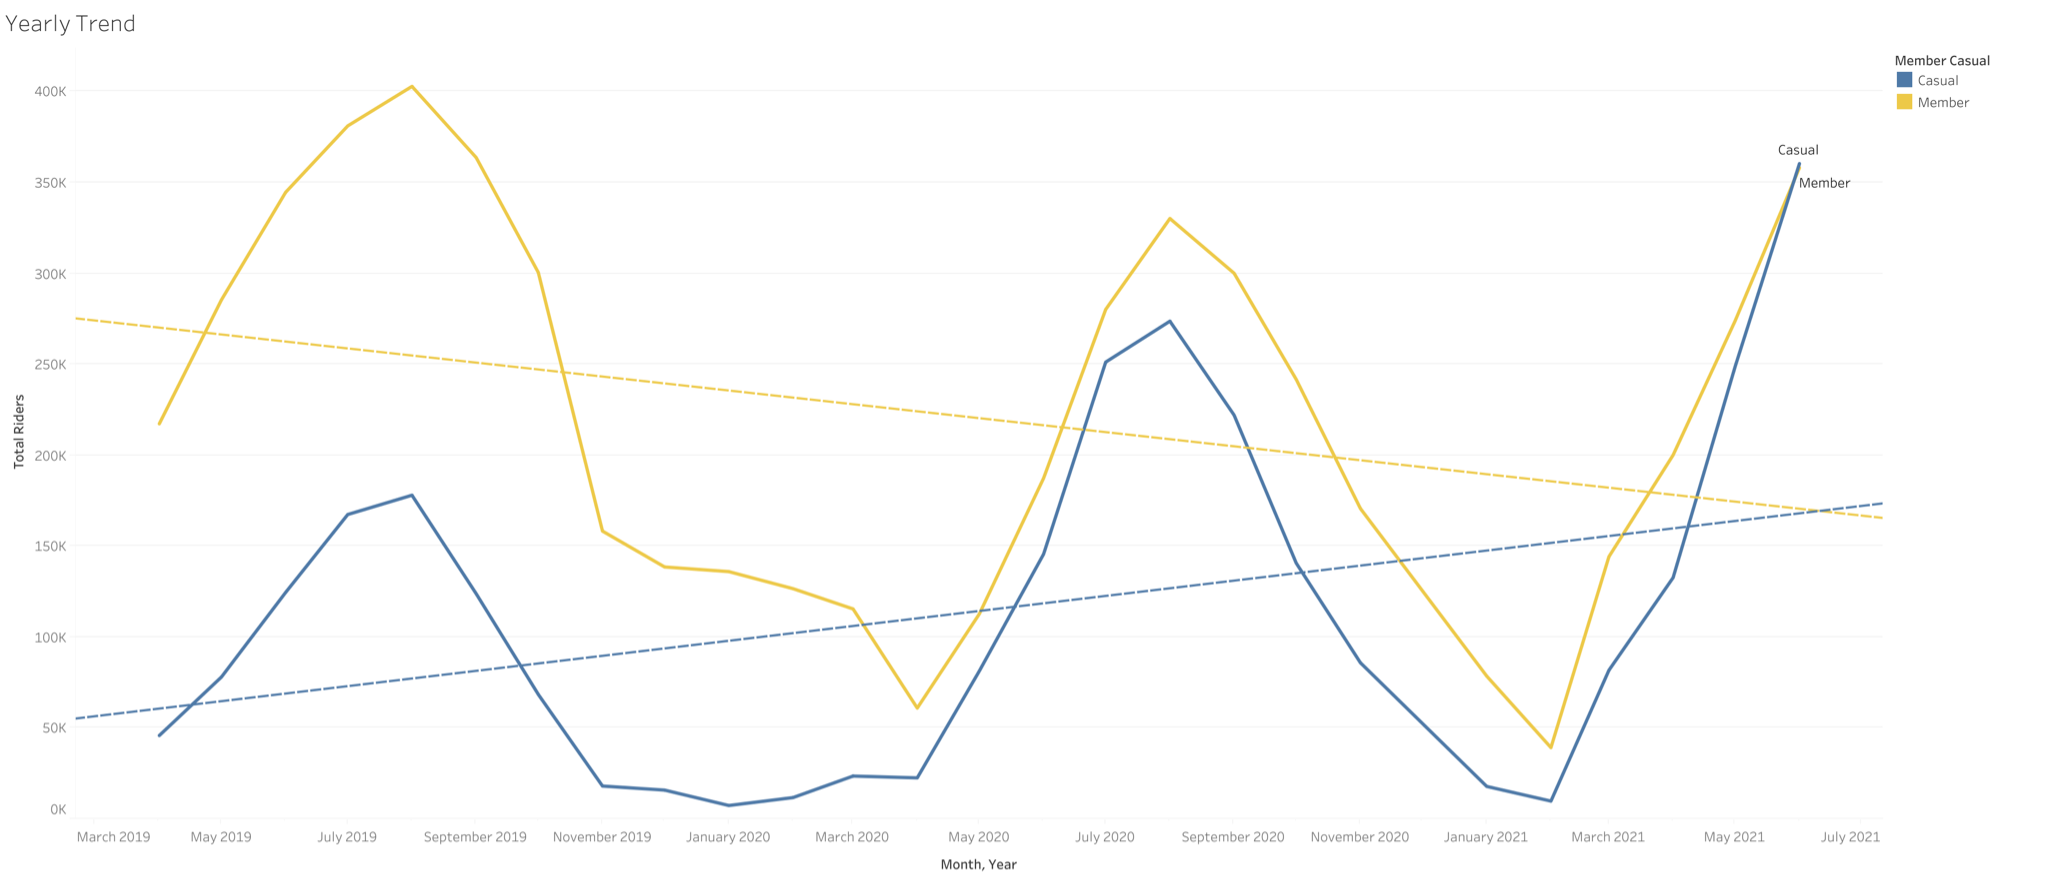 Yearly Trend
Member Casual
Casual
Member
400K
350K
300K
250K
200K
150K
100K
50K
0K
Total Riders
Casual
Member
March 2019 May 2019 July 2019 September 2019 November 2019 January 2020 March 2020 May 2020 July 2020 September 2020 November 2020 January 2021 March 2021 May 2021 July 2021
Month, Year